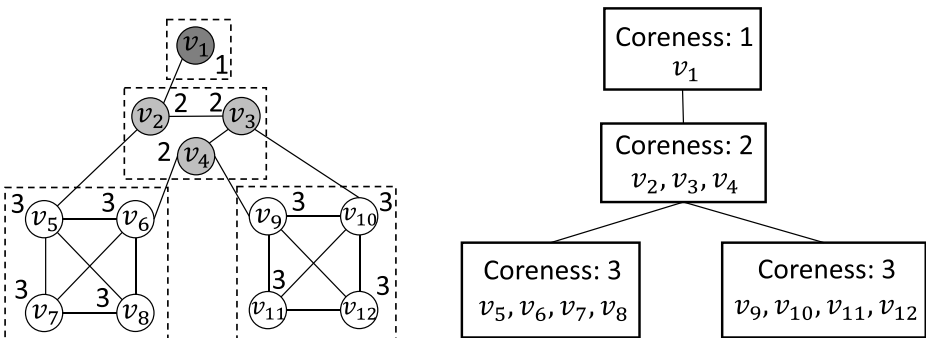 v₁
1
v₂
2
2
v₃
2
v₄
3
v₅
3
v₆
3
v₇
3
v₈
v₉
3
v₁₀
3
3
v₁₁
3
v₁₂
Coreness: 1
v₁
Coreness: 2
v₂, v₃, v₄
Coreness: 3
v₅, v₆, v₇, v₈
Coreness: 3
v₉, v₁₀, v₁₁, v₁₂